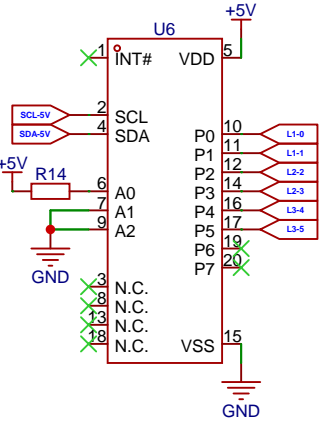 +5V
U6
1 INT# VDD 5
SCL-5V 2 SCL
SDA-5V 4 SDA
P0 10 L1-0
P1 11 L1-1
P2 12 L2-2
+5V R14 6 A0 P3 14 L2-3
7 A1 P4 16 L3-4
9 A2 P5 17 L3-5
P6 19
P7 20
GND
3 N.C.
8 N.C.
13 N.C.
18 N.C. VSS 15
GND